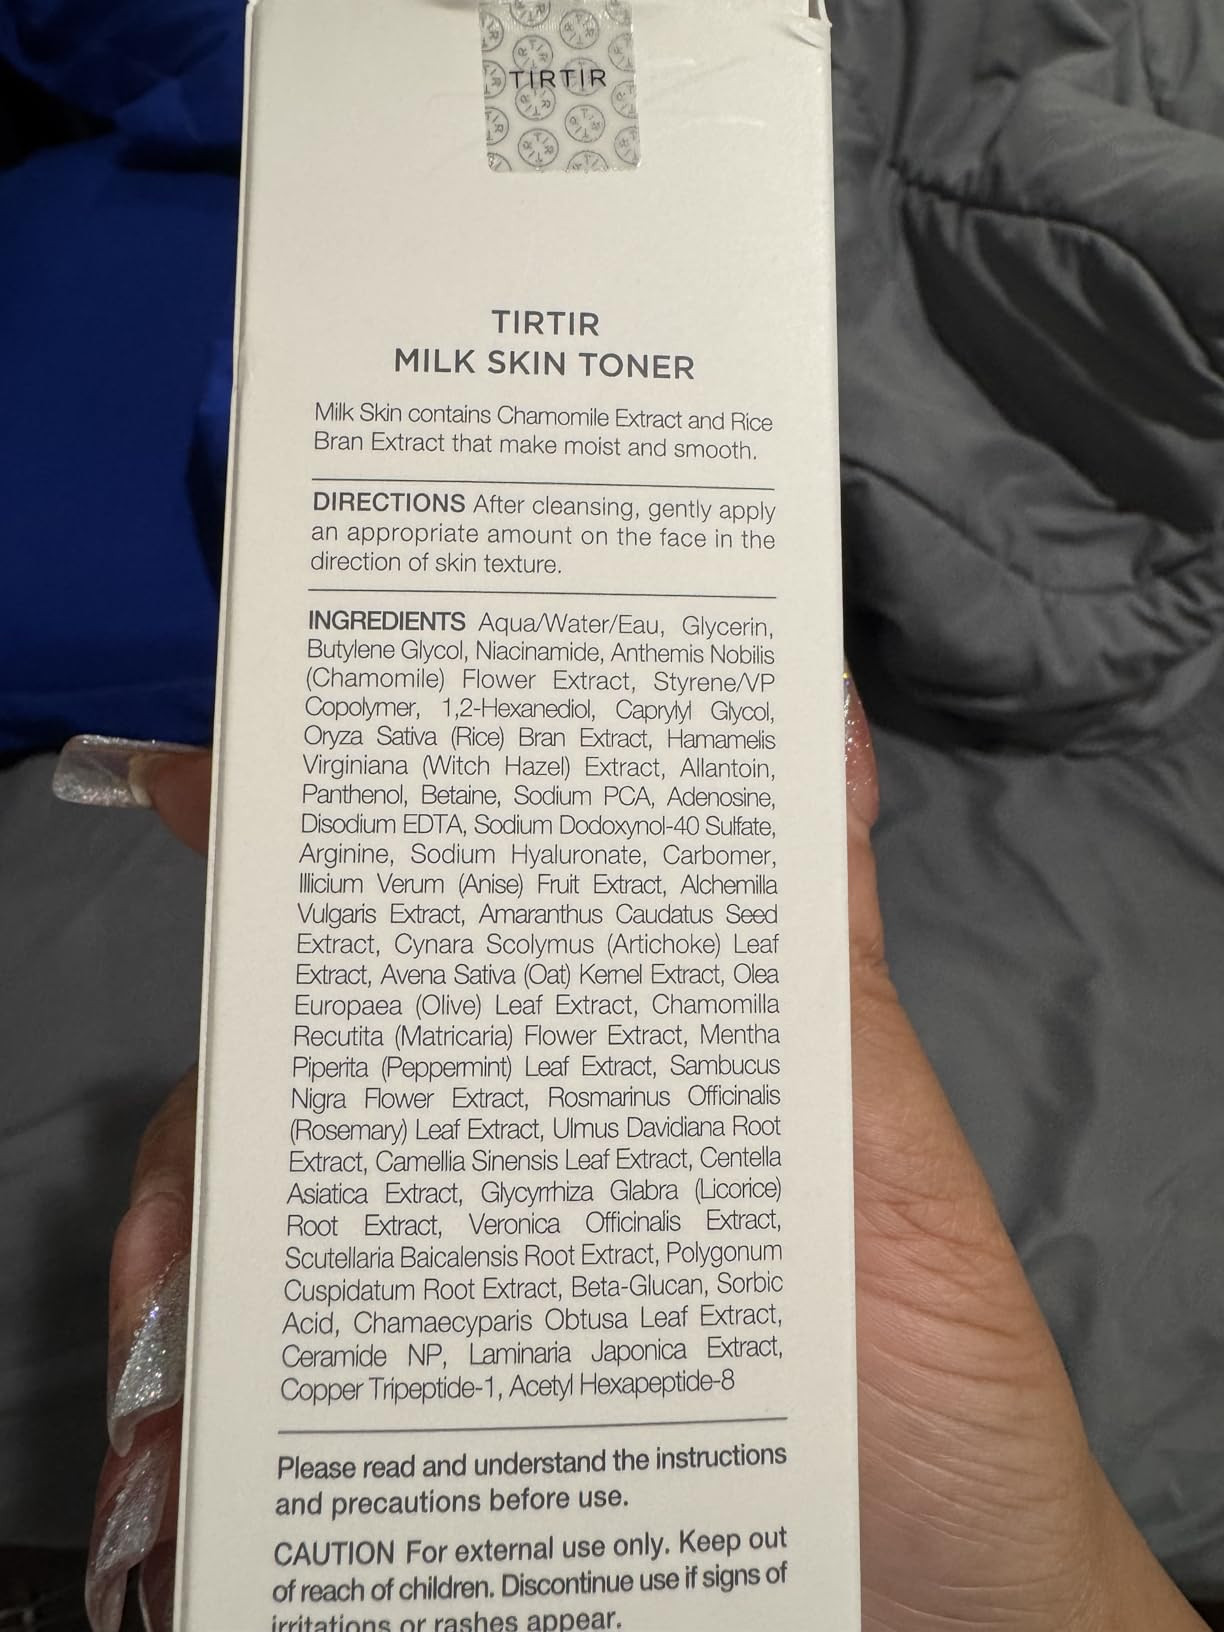 TIRTIR
TIRTIR
MILK SKIN TONER
Milk Skin contains Chamomile Extract and Rice
Bran Extract that make moist and smooth.
DIRECTIONS After cleansing, gently apply
an appropriate amount on the face in the
direction of skin texture.
INGREDIENTS Aqua/Water/Eau, Glycerin,
Butylene Glycol, Niacinamide, Anthemis Nobilis
(Chamomile) Flower Extract, Styrene/VP
Copolymer, 1,2-Hexanediol, Caprylyl Glycol,
Oryza Sativa (Rice) Bran Extract, Hamamelis
Virginiana (Witch Hazel) Extract, Allantoin,
Panthenol, Betaine, Sodium PCA, Adenosine,
Disodium EDTA, Sodium Dodoxynol-40 Sulfate,
Arginine, Sodium Hyaluronate, Carbomer,
Illicium Verum (Anise) Fruit Extract, Alchemilla
Vulgaris Extract, Amaranthus Caudatus Seed
Extract, Cynara Scolymus (Artichoke) Leaf
Extract, Avena Sativa (Oat) Kernel Extract, Olea
Europaea (Olive) Leaf Extract, Chamomilla
Recutita (Matricaria) Flower Extract, Mentha
Piperita (Peppermint) Leaf Extract, Sambucus
Nigra Flower Extract, Rosmarinus Officinalis
(Rosemary) Leaf Extract, Ulmus Davidiana Root
Extract, Camellia Sinensis Leaf Extract, Centella
Asiatica Extract, Glycyrrhiza Glabra (Licorice)
Root Extract, Veronica Officinalis Extract,
Scutellaria Baicalensis Root Extract, Polygonum
Cuspidatum Root Extract, Beta-Glucan, Sorbic
Acid, Chamaecyparis Obtusa Leaf Extract,
Ceramide NP, Laminaria Japonica Extract,
Copper Tripeptide-1, Acetyl Hexapeptide-8
Please read and understand the instructions
and precautions before use.
CAUTION For external use only. Keep out
of reach of children. Discontinue use if signs of
irritations or rashes appear.